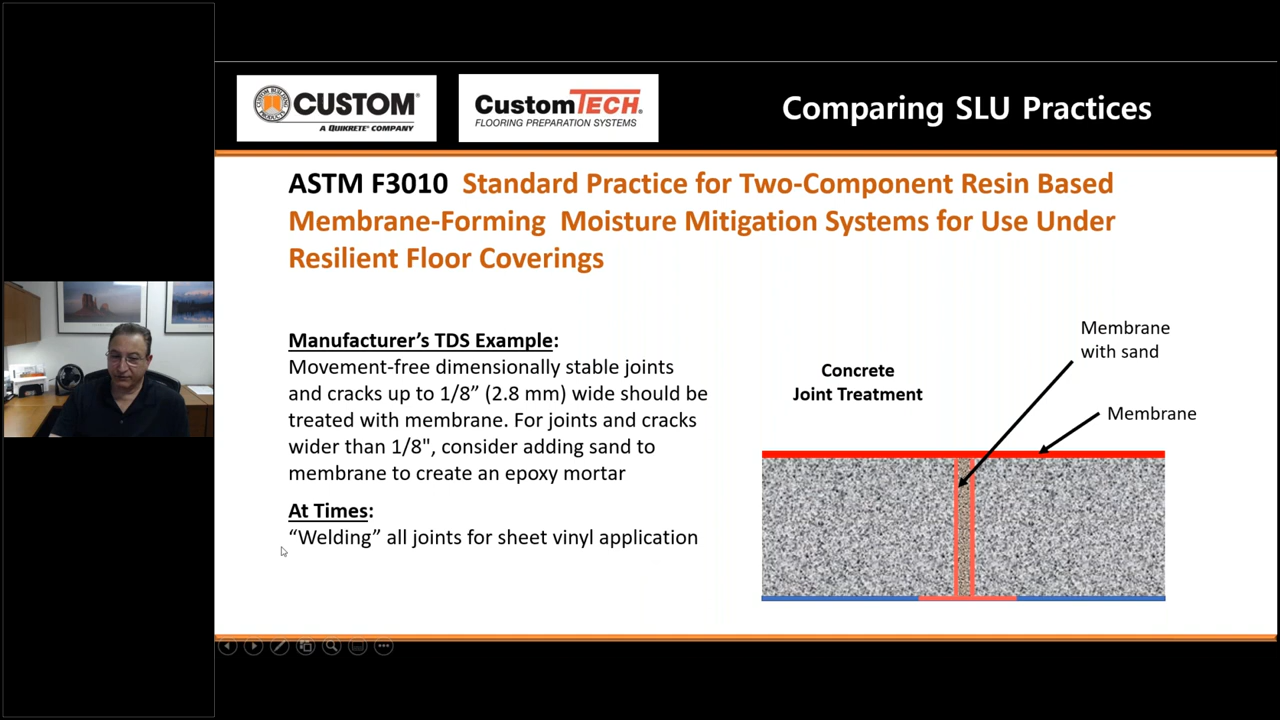 CUSTOM®
A QUIKRETE® COMPANY
CustomTECH®
FLOORING PREPARATION SYSTEMS
Comparing SLU Practices
ASTM F3010 Standard Practice for Two-Component Resin Based
Membrane-Forming Moisture Mitigation Systems for Use Under
Resilient Floor Coverings
Manufacturer’s TDS Example:
Movement-free dimensionally stable joints
and cracks up to 1/8” (2.8 mm) wide should be
treated with membrane. For joints and cracks
wider than 1/8", consider adding sand to
membrane to create an epoxy mortar
At Times:
“Welding” all joints for sheet vinyl application
Concrete
Joint Treatment
Membrane
with sand
Membrane